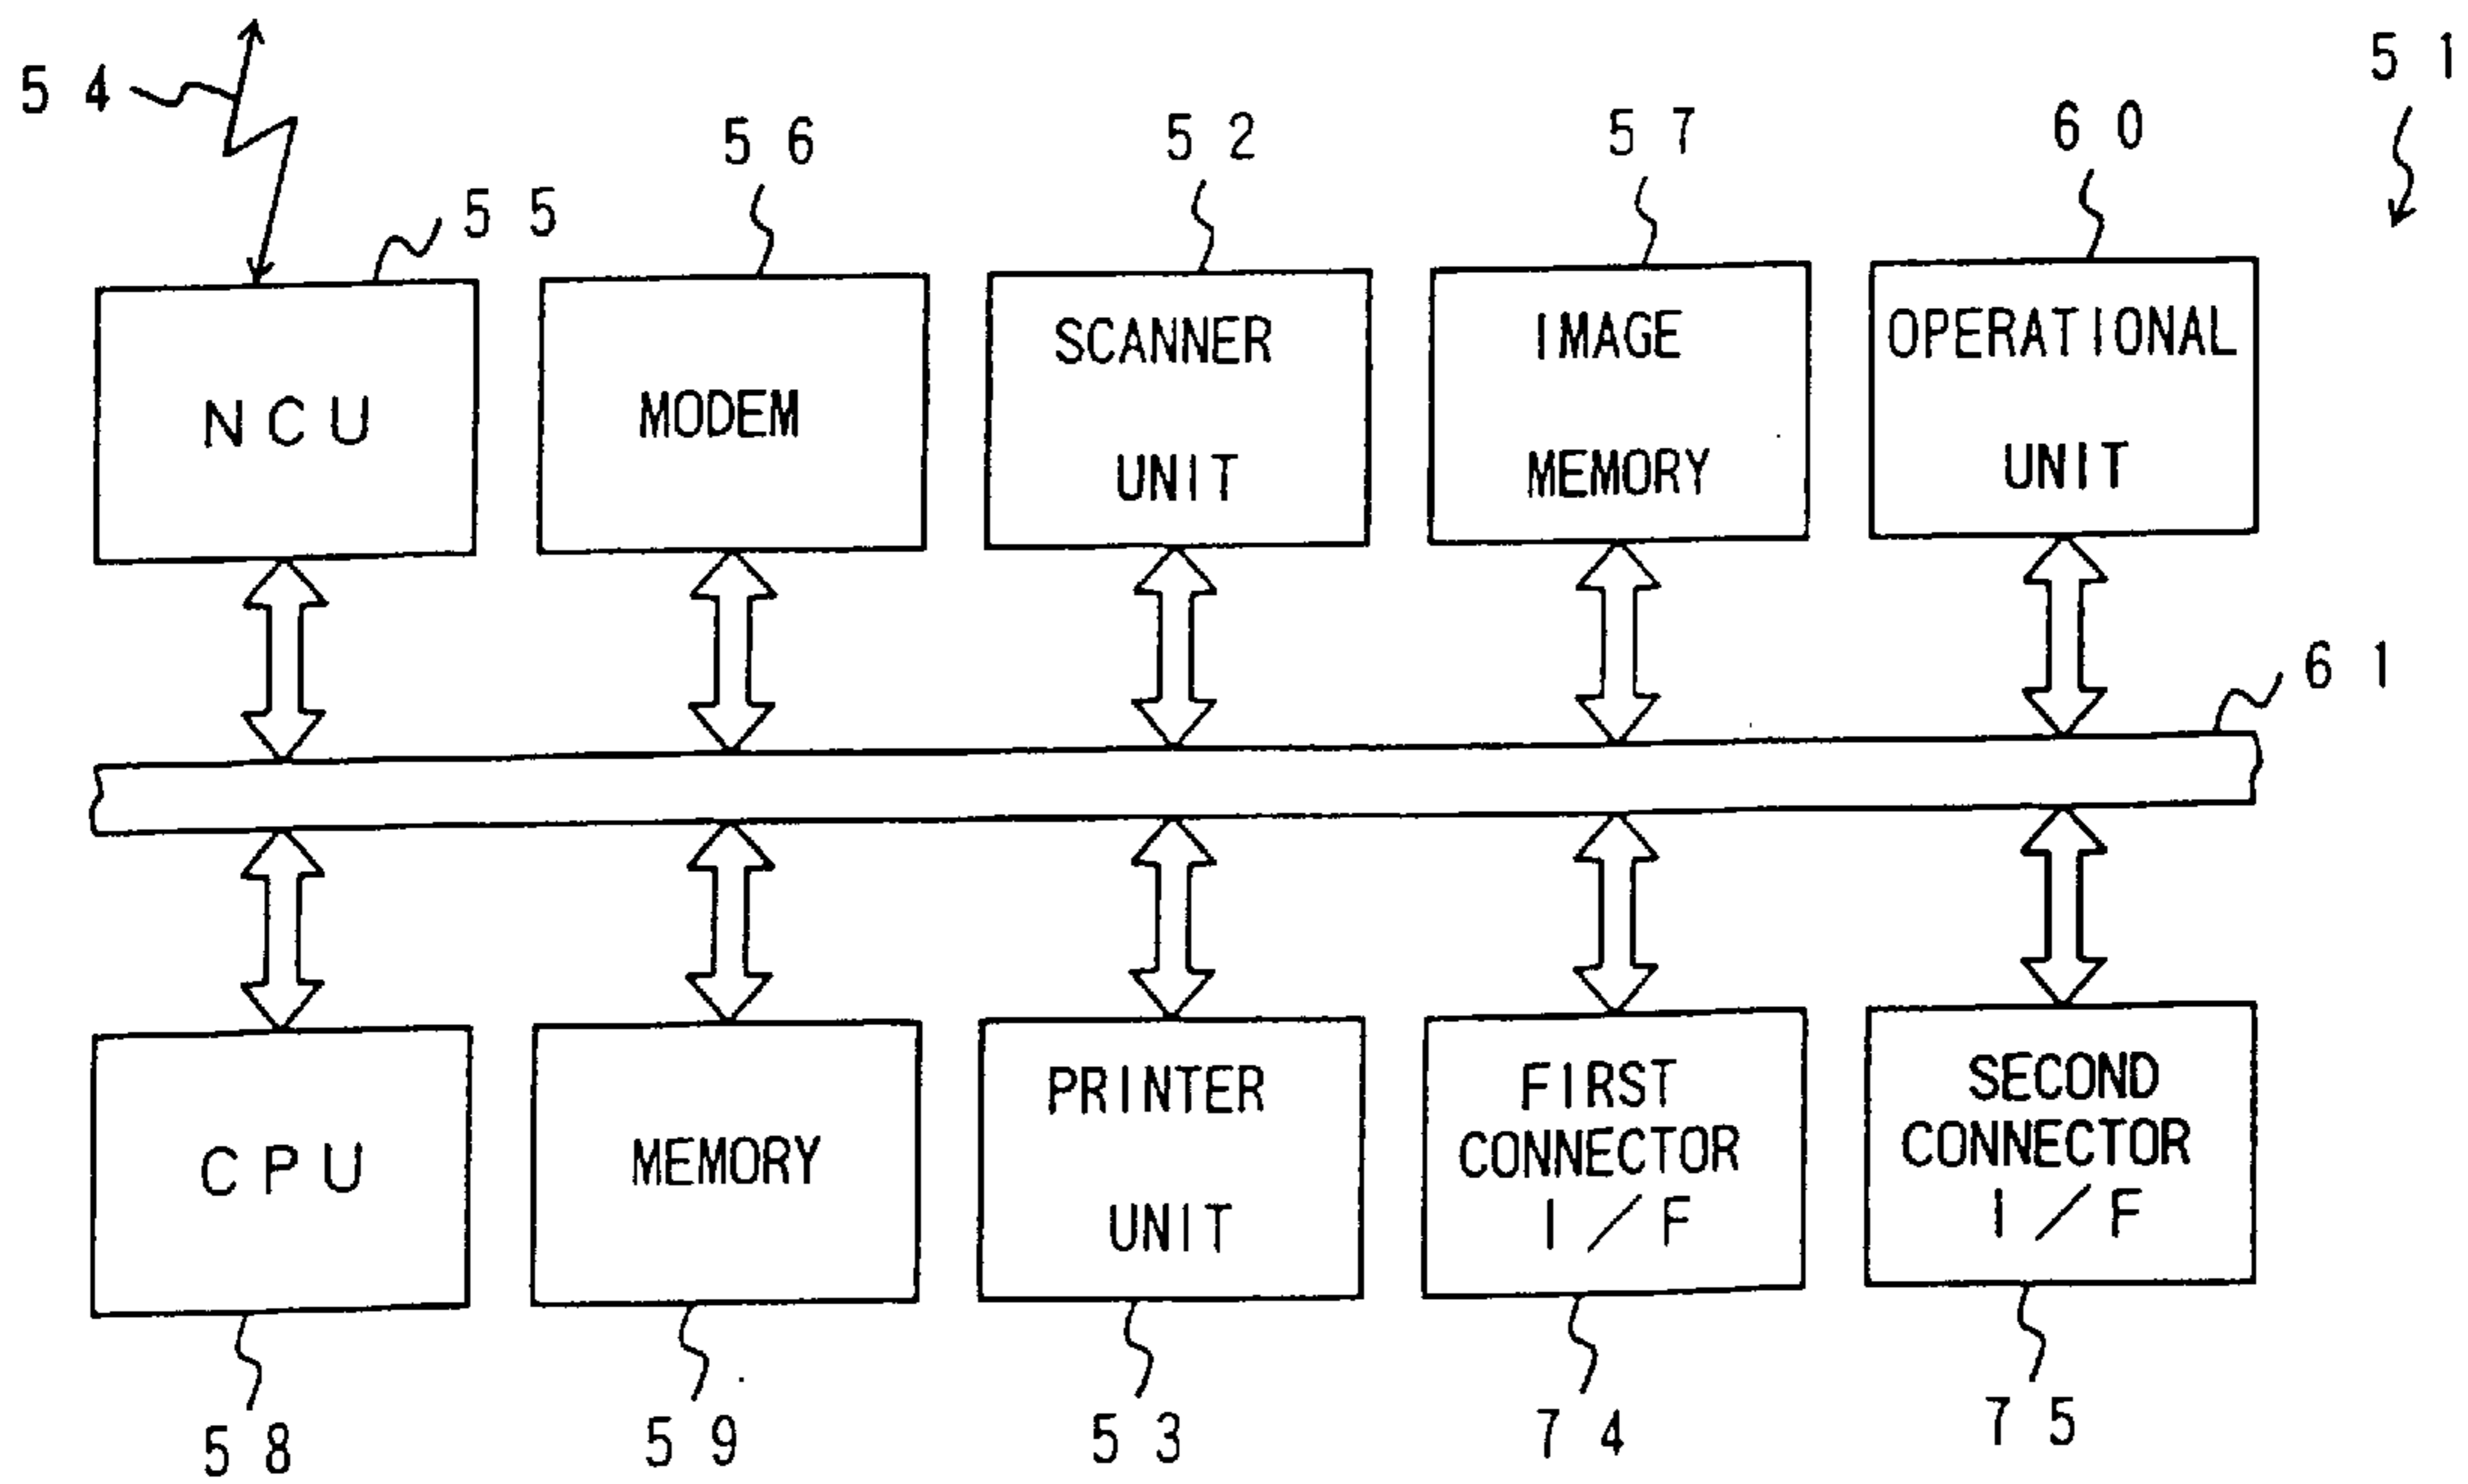 54
51
55
56
52
57
60
NCU
MODEM
SCANNER
UNIT
IMAGE
MEMORY
OPERATIONAL
UNIT
61
CPU
MEMORY
PRINTER
UNIT
FIRST
CONNECTOR
I/F
SECOND
CONNECTOR
I/F
58
59
53
74
75